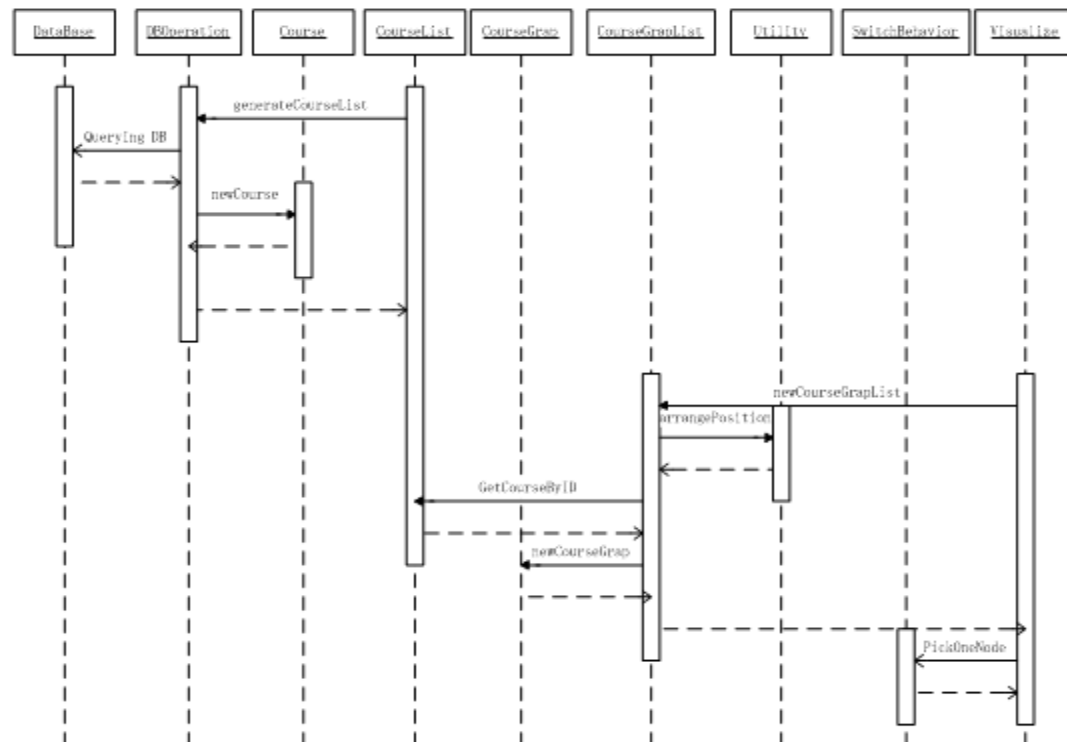 DataBase
DBOperation
Course
CourseList
CourseGrap
CourseGrapList
Utility
SwitchBehavior
Visualize
generateCourseList
Querying DB
newCourse
newCourseGrapList
arrangePosition
GetCourseByID
newCourseGrap
PickOneNode